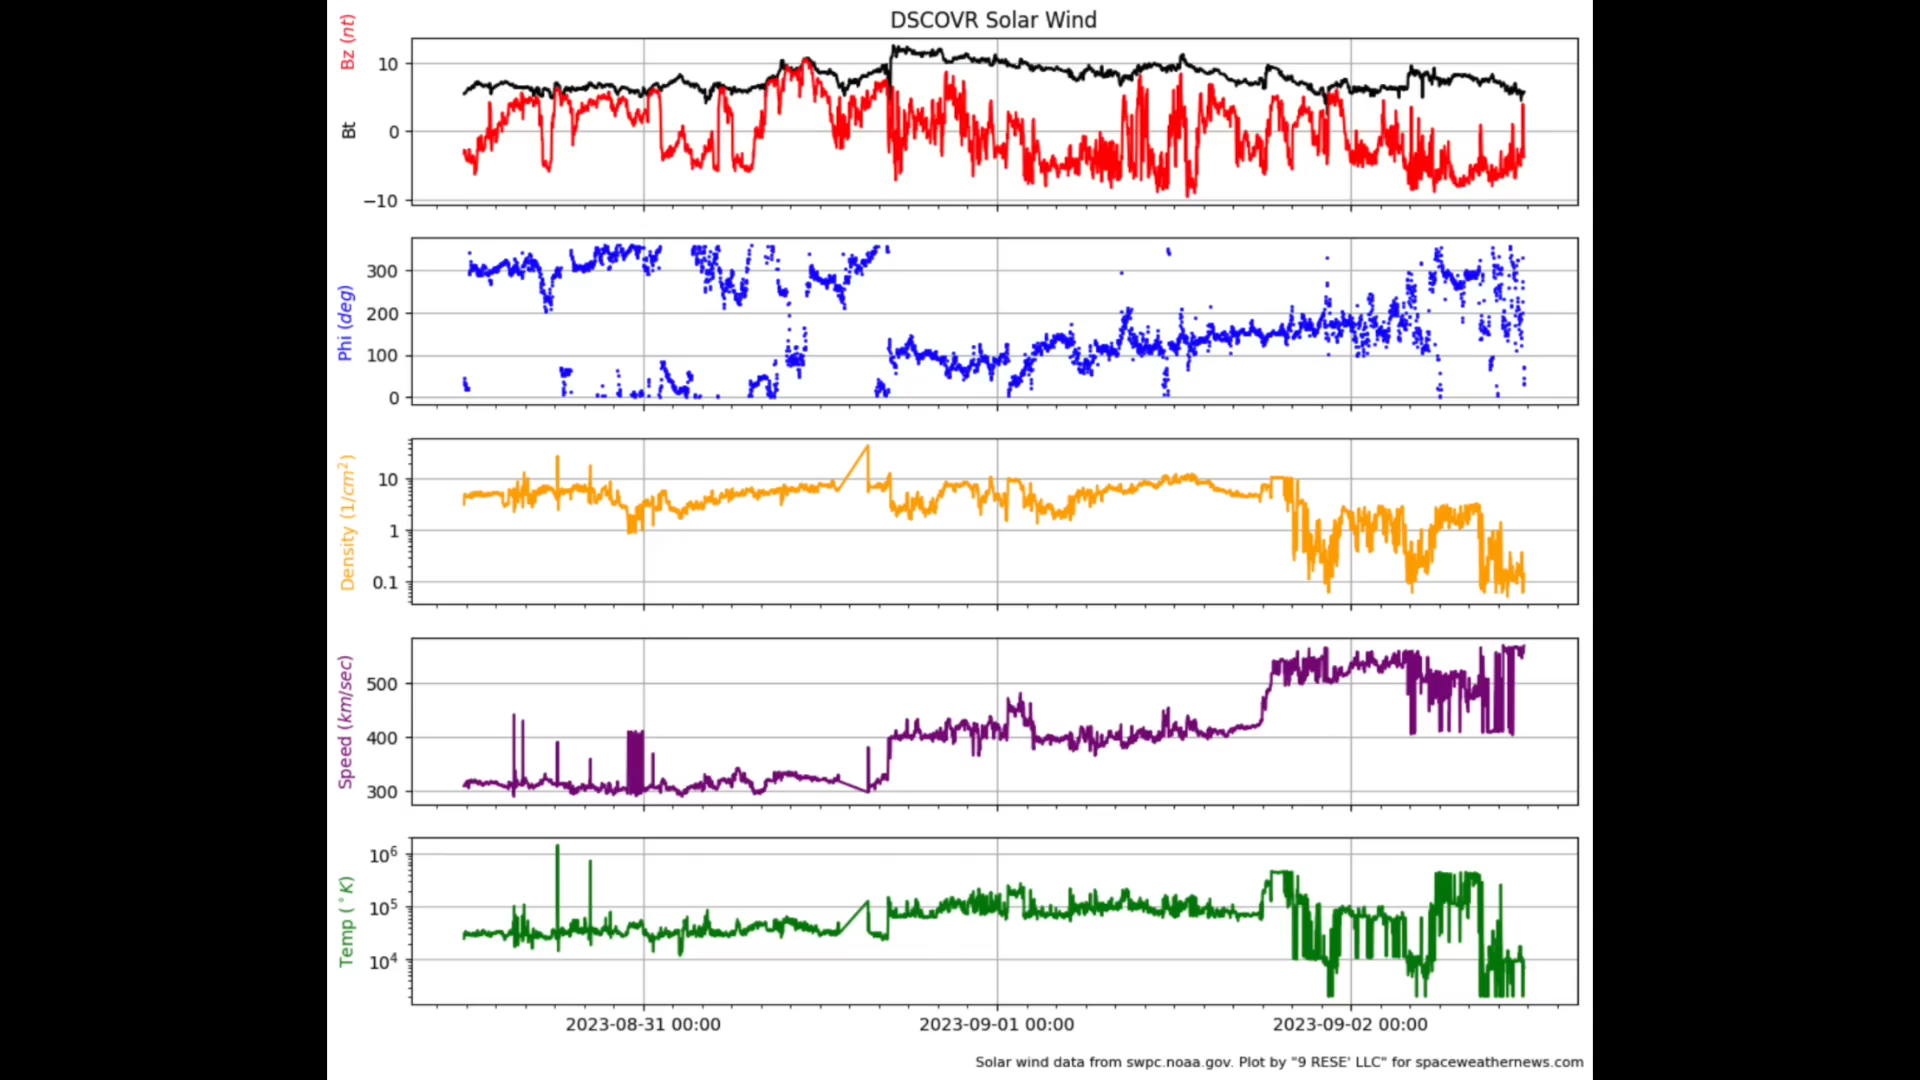 DSCOVR Solar Wind
Bz (nt)
Bt
10
0
−10
Phi (deg)
300
200
100
0
Density (1/cm²)
10
1
0.1
Speed (km/sec)
500
400
300
Temp (°K)
10⁶
10⁵
10⁴
2023-08-31 00:00
2023-09-01 00:00
2023-09-02 00:00
Solar wind data from swpc.noaa.gov. Plot by "9 RESE' LLC" for spaceweathernews.com